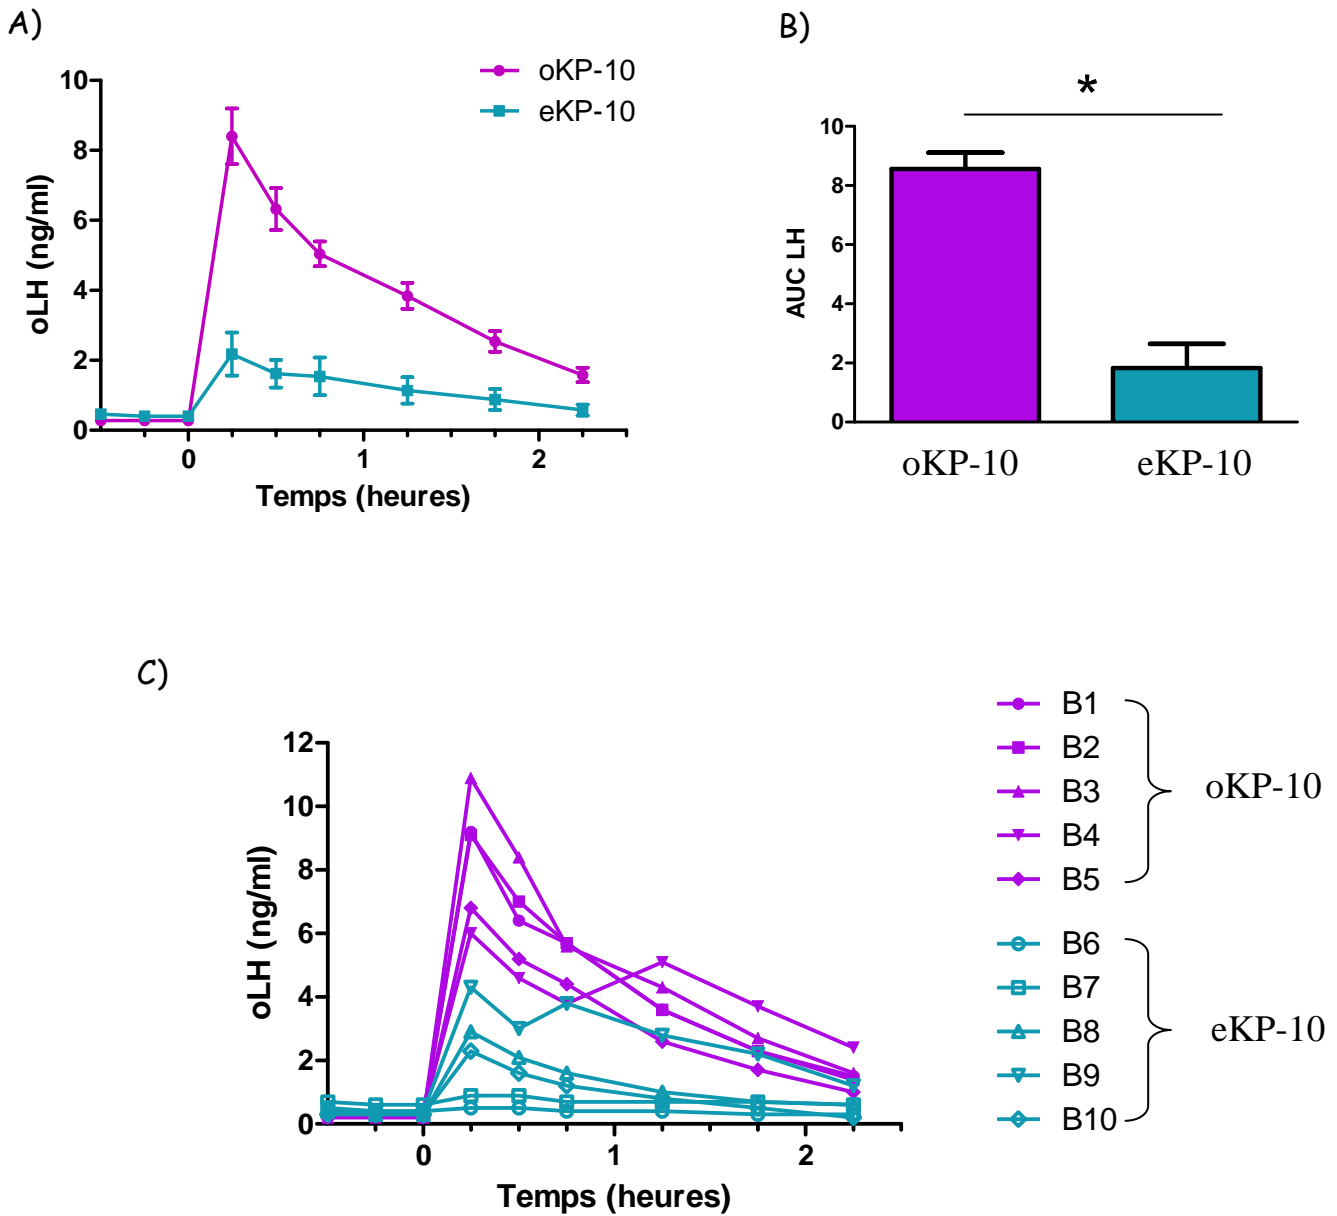 A)
oKP-10
eKP-10
10
8
6
4
2
0
oLH (ng/ml)
0 1 2
Temps (heures)
B)
*
10
8
6
4
2
0
AUC LH
oKP-10 eKP-10
C)
12
10
8
6
4
2
0
oLH (ng/ml)
0 1 2
Temps (heures)
B1
B2
B3
B4
B5
oKP-10
B6
B7
B8
B9
B10
eKP-10